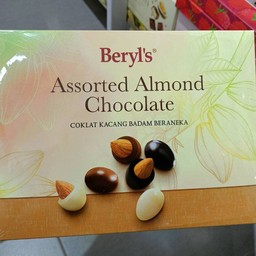 Beryl's®
Assorted Almond
Chocolate
COKLAT KACANG BADAM BERANEKA